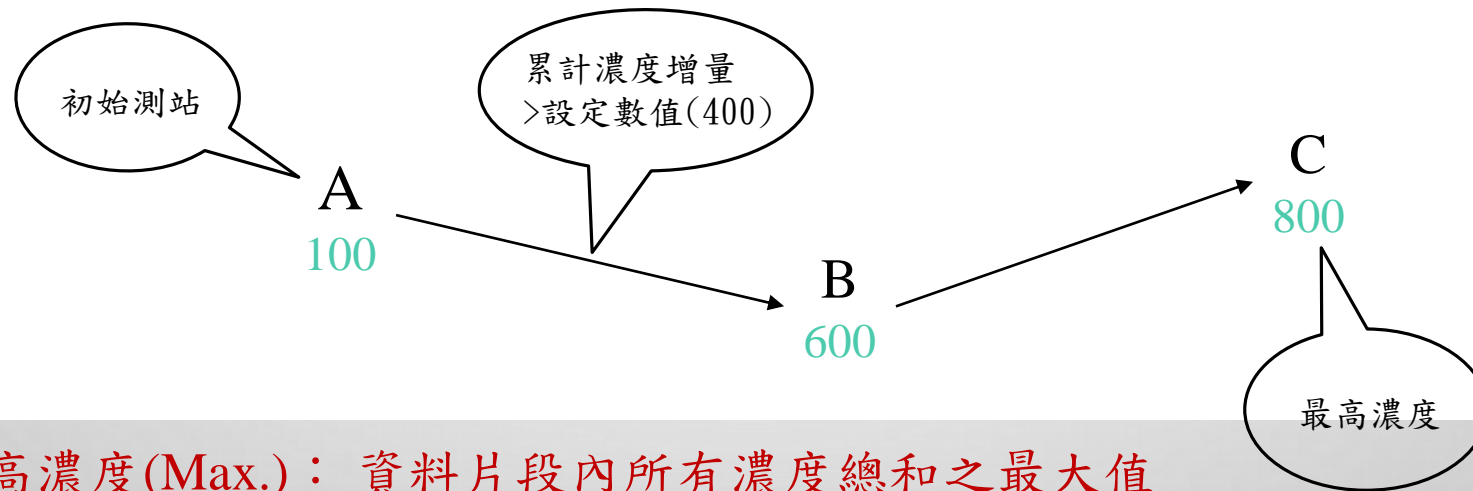 初始測站
累計濃度增量
>設定數值(400)
A
100
B
600
C
800
最高濃度
高濃度(Max.)： 資料片段內所有濃度總和之最大值